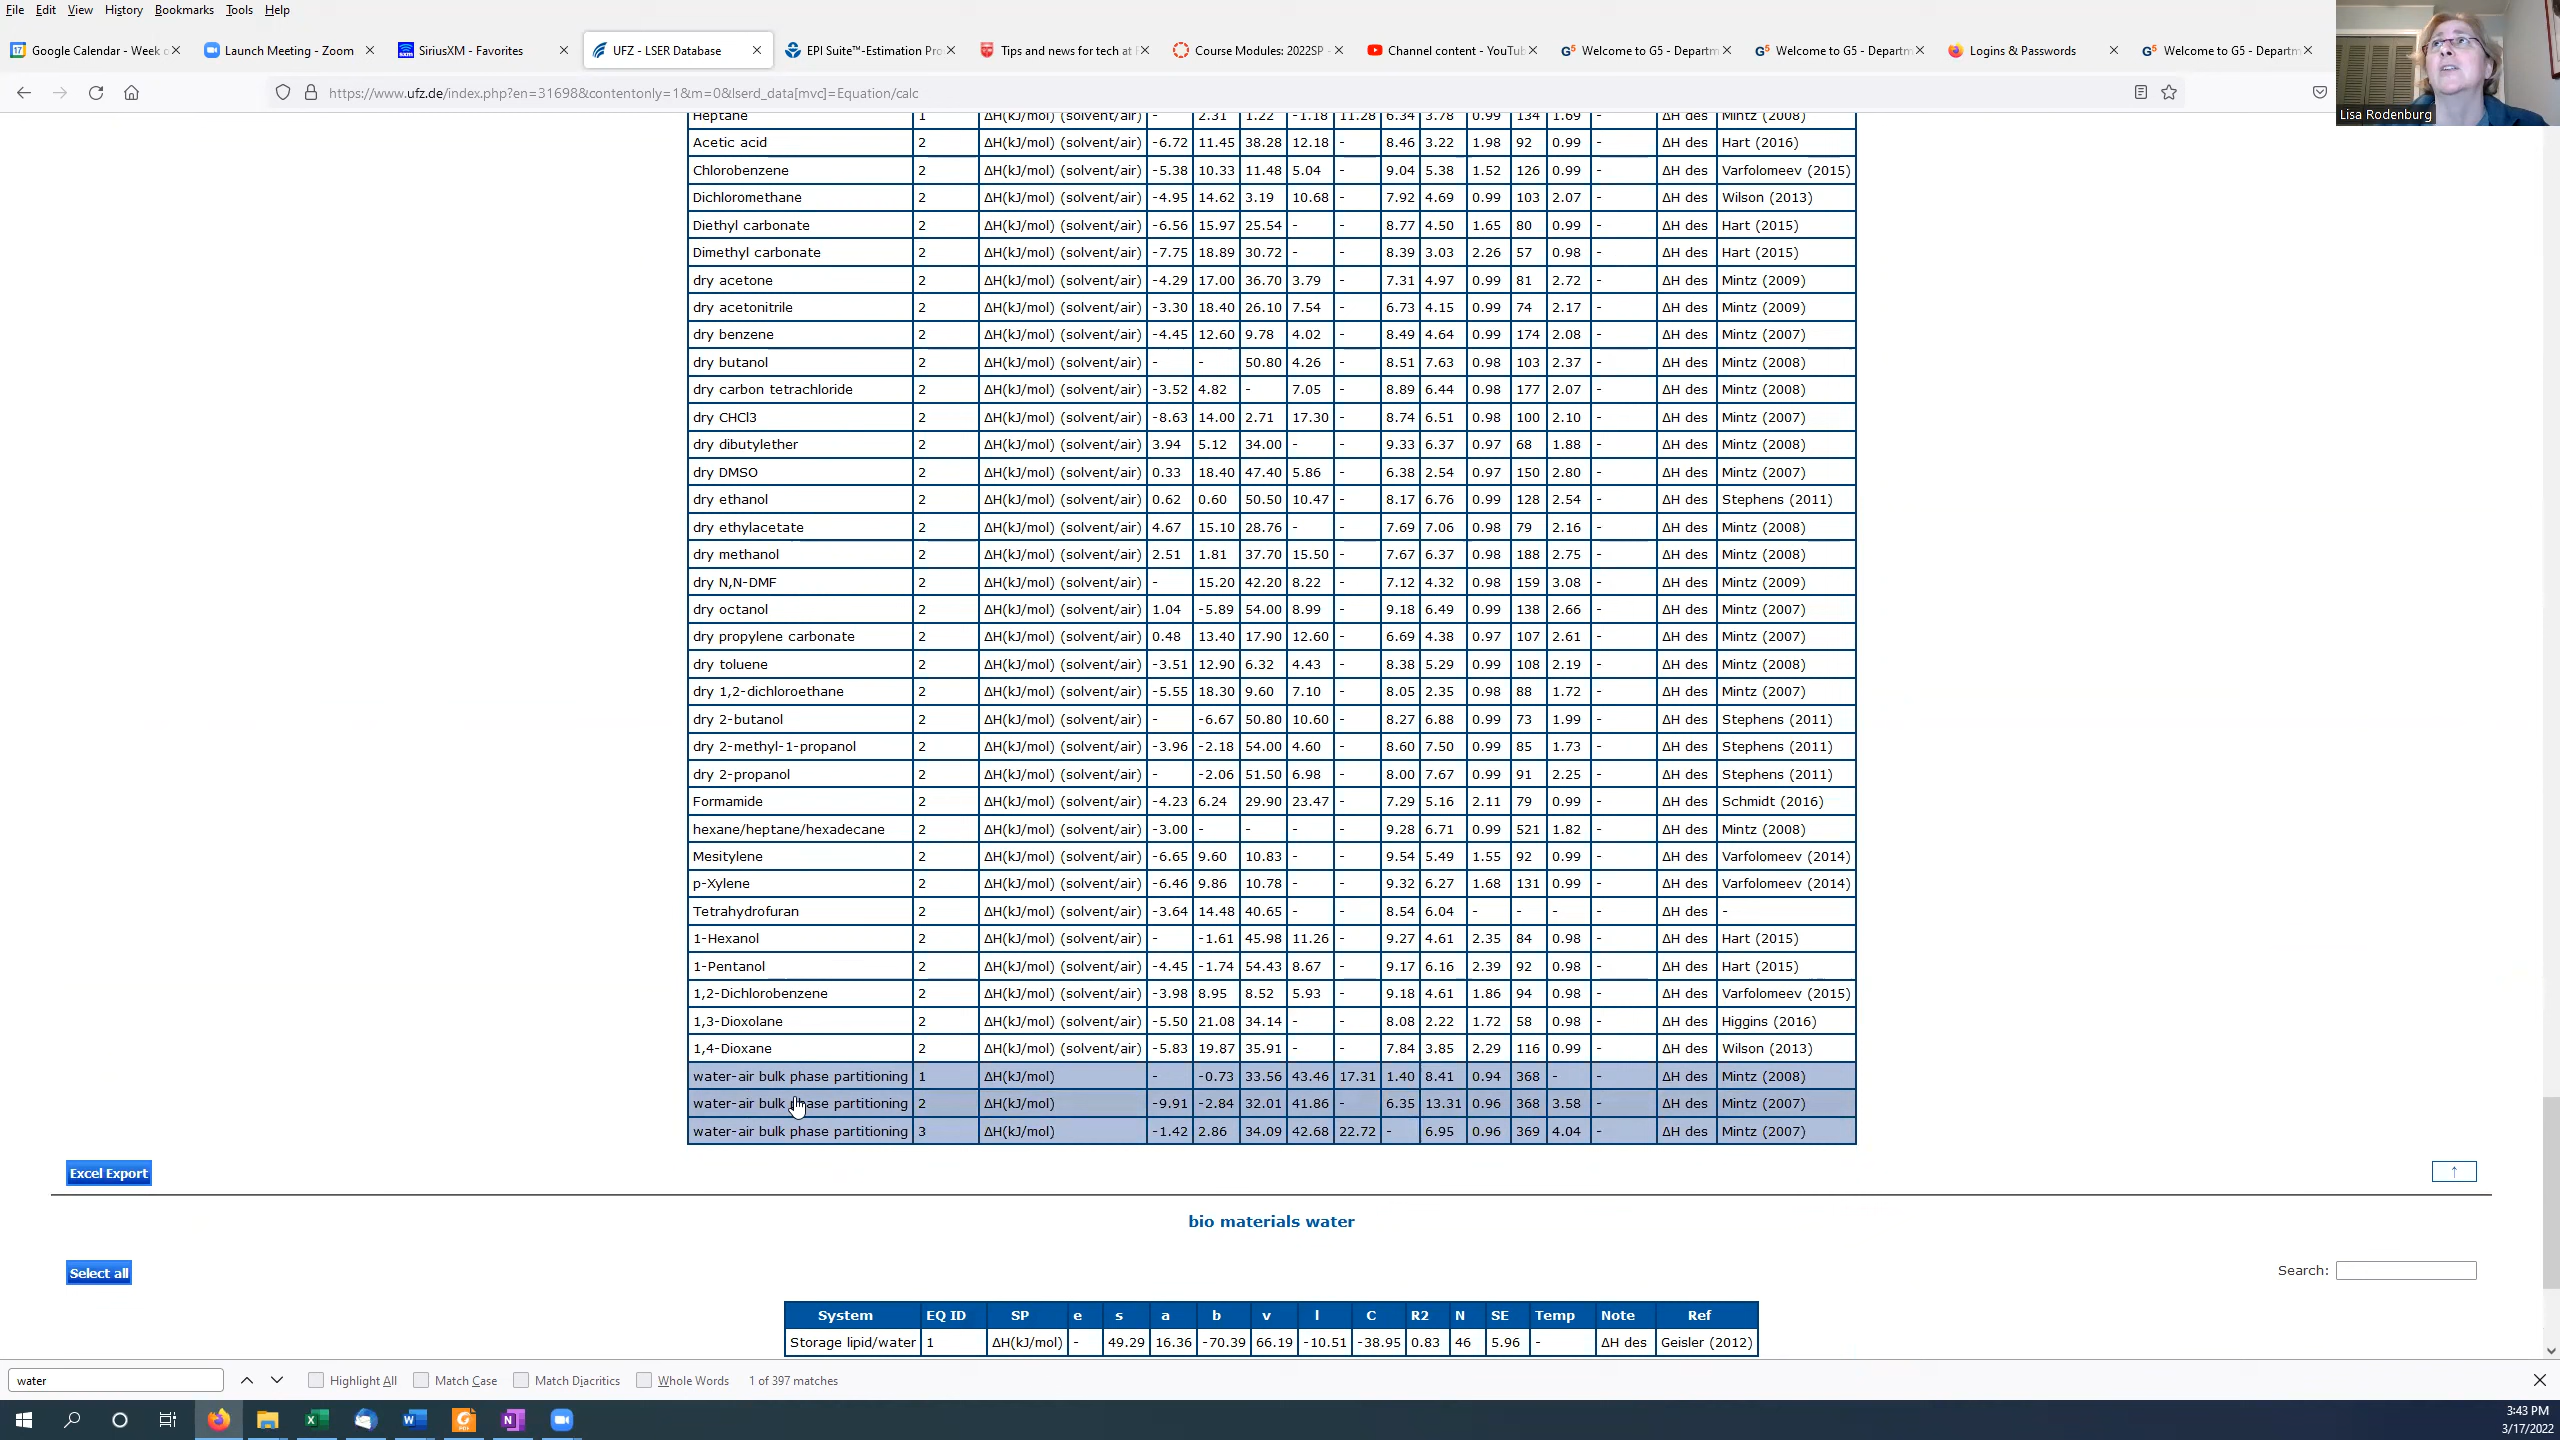 File Edit View History Bookmarks Tools Help
Google Calendar - Week o
Launch Meeting - Zoom
SiriusXM - Favorites
UFZ - LSER Database
EPI Suite™-Estimation Pro
Tips and news for tech at
Course Modules: 2022SP -
Channel content - YouTub
Welcome to G5 - Departm
Welcome to G5 - Departm
Logins & Passwords
Welcome to G5 - Departm
https://www.ufz.de/index.php?en=31698&contentonly=1&m=0&lserd_data[mvc]=Equation/calc
Lisa Rodenburg
Heptane 1 ΔH(kJ/mol) (solvent/air) - 2.31 1.22 -1.18 11.28 6.34 3.78 0.99 134 1.69 - ΔH des Mintz (2008)
Acetic acid 2 ΔH(kJ/mol) (solvent/air) -6.72 11.45 38.28 12.18 - 8.46 3.22 1.98 92 0.99 - ΔH des Hart (2016)
Chlorobenzene 2 ΔH(kJ/mol) (solvent/air) -5.38 10.33 11.48 5.04 - 9.04 5.38 1.52 126 0.99 - ΔH des Varfolomeev (2015)
Dichloromethane 2 ΔH(kJ/mol) (solvent/air) -4.95 14.62 3.19 10.68 - 7.92 4.69 0.99 103 2.07 - ΔH des Wilson (2013)
Diethyl carbonate 2 ΔH(kJ/mol) (solvent/air) -6.56 15.97 25.54 - - 8.77 4.50 1.65 80 0.99 - ΔH des Hart (2015)
Dimethyl carbonate 2 ΔH(kJ/mol) (solvent/air) -7.75 18.89 30.72 - - 8.39 3.03 2.26 57 0.98 - ΔH des Hart (2015)
dry acetone 2 ΔH(kJ/mol) (solvent/air) -4.29 17.00 36.70 3.79 - 7.31 4.97 0.99 81 2.72 - ΔH des Mintz (2009)
dry acetonitrile 2 ΔH(kJ/mol) (solvent/air) -3.30 18.40 26.10 7.54 - 6.73 4.15 0.99 74 2.17 - ΔH des Mintz (2009)
dry benzene 2 ΔH(kJ/mol) (solvent/air) -4.45 12.60 9.78 4.02 - 8.49 4.64 0.99 174 2.08 - ΔH des Mintz (2007)
dry butanol 2 ΔH(kJ/mol) (solvent/air) - - 50.80 4.26 - 8.51 7.63 0.98 103 2.37 - ΔH des Mintz (2008)
dry carbon tetrachloride 2 ΔH(kJ/mol) (solvent/air) -3.52 4.82 - 7.05 - 8.89 6.44 0.98 177 2.07 - ΔH des Mintz (2008)
dry CHCl3 2 ΔH(kJ/mol) (solvent/air) -8.63 14.00 2.71 17.30 - 8.74 6.51 0.98 100 2.10 - ΔH des Mintz (2007)
dry dibutylether 2 ΔH(kJ/mol) (solvent/air) 3.94 5.12 34.00 - - 9.33 6.37 0.97 68 1.88 - ΔH des Mintz (2008)
dry DMSO 2 ΔH(kJ/mol) (solvent/air) 0.33 18.40 47.40 5.86 - 6.38 2.54 0.97 150 2.80 - ΔH des Mintz (2007)
dry ethanol 2 ΔH(kJ/mol) (solvent/air) 0.62 0.60 50.50 10.47 - 8.17 6.76 0.99 128 2.54 - ΔH des Stephens (2011)
dry ethylacetate 2 ΔH(kJ/mol) (solvent/air) 4.67 15.10 28.76 - - 7.69 7.06 0.98 79 2.16 - ΔH des Mintz (2008)
dry methanol 2 ΔH(kJ/mol) (solvent/air) 2.51 1.81 37.70 15.50 - 7.67 6.37 0.98 188 2.75 - ΔH des Mintz (2008)
dry N,N-DMF 2 ΔH(kJ/mol) (solvent/air) - 15.20 42.20 8.22 - 7.12 4.32 0.98 159 3.08 - ΔH des Mintz (2009)
dry octanol 2 ΔH(kJ/mol) (solvent/air) 1.04 -5.89 54.00 8.99 - 9.18 6.49 0.99 138 2.66 - ΔH des Mintz (2007)
dry propylene carbonate 2 ΔH(kJ/mol) (solvent/air) 0.48 13.40 17.90 12.60 - 6.69 4.38 0.97 107 2.61 - ΔH des Mintz (2007)
dry toluene 2 ΔH(kJ/mol) (solvent/air) -3.51 12.90 6.32 4.43 - 8.38 5.29 0.99 108 2.19 - ΔH des Mintz (2008)
dry 1,2-dichloroethane 2 ΔH(kJ/mol) (solvent/air) -5.55 18.30 9.60 7.10 - 8.05 2.35 0.98 88 1.72 - ΔH des Mintz (2007)
dry 2-butanol 2 ΔH(kJ/mol) (solvent/air) - -6.67 50.80 10.60 - 8.27 6.88 0.99 73 1.99 - ΔH des Stephens (2011)
dry 2-methyl-1-propanol 2 ΔH(kJ/mol) (solvent/air) -3.96 -2.18 54.00 4.60 - 8.60 7.50 0.99 85 1.73 - ΔH des Stephens (2011)
dry 2-propanol 2 ΔH(kJ/mol) (solvent/air) - -2.06 51.50 6.98 - 8.00 7.67 0.99 91 2.25 - ΔH des Stephens (2011)
Formamide 2 ΔH(kJ/mol) (solvent/air) -4.23 6.24 29.90 23.47 - 7.29 5.16 2.11 79 0.99 - ΔH des Schmidt (2016)
hexane/heptane/hexadecane 2 ΔH(kJ/mol) (solvent/air) -3.00 - - - - 9.28 6.71 0.99 521 1.82 - ΔH des Mintz (2008)
Mesitylene 2 ΔH(kJ/mol) (solvent/air) -6.65 9.60 10.83 - - 9.54 5.49 1.55 92 0.99 - ΔH des Varfolomeev (2014)
p-Xylene 2 ΔH(kJ/mol) (solvent/air) -6.46 9.86 10.78 - - 9.32 6.27 1.68 131 0.99 - ΔH des Varfolomeev (2014)
Tetrahydrofuran 2 ΔH(kJ/mol) (solvent/air) -3.64 14.48 40.65 - - 8.54 6.04 - - - - ΔH des -
1-Hexanol 2 ΔH(kJ/mol) (solvent/air) - -1.61 45.98 11.26 - 9.27 4.61 2.35 84 0.98 - ΔH des Hart (2015)
1-Pentanol 2 ΔH(kJ/mol) (solvent/air) -4.45 -1.74 54.43 8.67 - 9.17 6.16 2.39 92 0.98 - ΔH des Hart (2015)
1,2-Dichlorobenzene 2 ΔH(kJ/mol) (solvent/air) -3.98 8.95 8.52 5.93 - 9.18 4.61 1.86 94 0.98 - ΔH des Varfolomeev (2015)
1,3-Dioxolane 2 ΔH(kJ/mol) (solvent/air) -5.50 21.08 34.14 - - 8.08 2.22 1.72 58 0.98 - ΔH des Higgins (2016)
1,4-Dioxane 2 ΔH(kJ/mol) (solvent/air) -5.83 19.87 35.91 - - 7.84 3.85 2.29 116 0.99 - ΔH des Wilson (2013)
water-air bulk phase partitioning 1 ΔH(kJ/mol) - -0.73 33.56 43.46 17.31 1.40 8.41 0.94 368 - - ΔH des Mintz (2008)
water-air bulk phase partitioning 2 ΔH(kJ/mol) -9.91 -2.84 32.01 41.86 - 6.35 13.31 0.96 368 3.58 - ΔH des Mintz (2007)
water-air bulk phase partitioning 3 ΔH(kJ/mol) -1.42 2.86 34.09 42.68 22.72 - 6.95 0.96 369 4.04 - ΔH des Mintz (2007)
Excel Export ↑
bio materials water
Select all Search:
System EQ ID SP e s a b v l C R2 N SE Temp Note Ref
Storage lipid/water 1 ΔH(kJ/mol) - 49.29 16.36 -70.39 66.19 -10.51 -38.95 0.83 46 5.96 - ΔH des Geisler (2012)
water Highlight All Match Case Match Diacritics Whole Words 1 of 397 matches
3:43 PM
3/17/2022